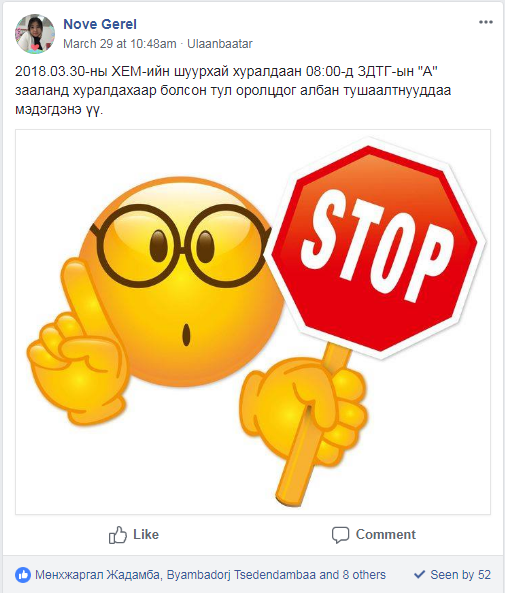 Nove Gerel
March 29 at 10:48am · Ulaanbaatar
2018.03.30-ны ХЕМ-ийн шуурхай хуралдаан 08:00-д ЗДТГ-ын "А"
зааланд хуралдахаар болсон тул оролцдог албан тушаалтнууддаа
мэдэгдэнэ үү.
STOP
Like
Comment
Мөнхжаргал Жадамба, Byambadorj Tsedendambaa and 8 others
Seen by 52